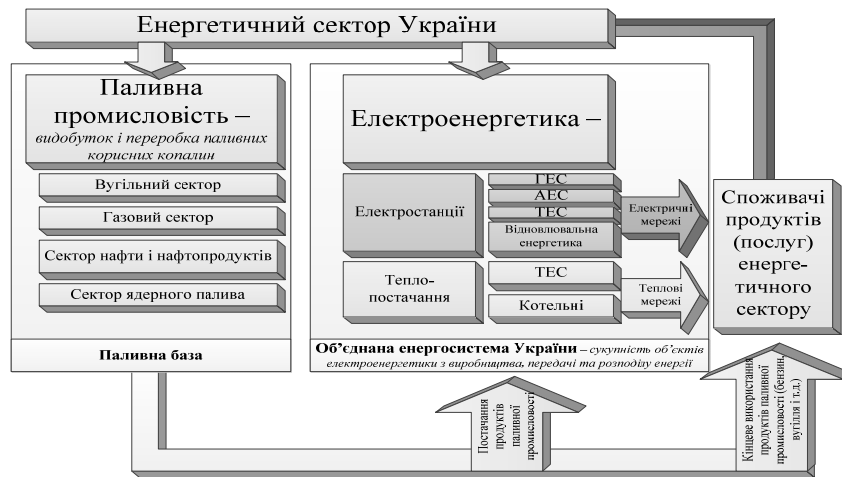 Енергетичний сектор України
Паливна
промисловість –
видобуток і переробка паливних
корисних копалин
Вугільний сектор
Газовий сектор
Сектор нафти і нафтопродуктів
Сектор ядерного палива
Паливна база
Електроенергетика –
Електростанції
ГЕС
АЕС
ТЕС
Відновлювальна
енергетика
Електричні
мережі
Тепло-
постачання
ТЕС
Котельні
Теплові
мережі
Об’єднана енергосистема України – сукупність об’єктів
електроенергетики з виробництва, передачі та розподілу енергії
Споживачі
продуктів
(послуг)
енерге-
тичного
сектору
Постачання
продуктів
паливної
промисловості
Кінцеве використання
продуктів паливної
промисловості (бензин,
вугілля і т.д.)